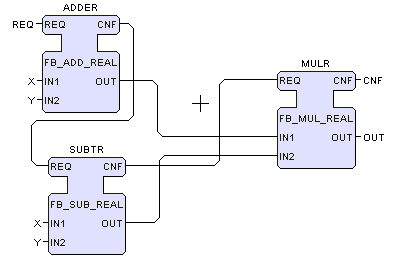 ADDER
REQ REQ CNF
FB_ADD_REAL
X IN1 OUT
Y IN2
MULR
REQ CNF CNF
FB_MUL_REAL
IN1 OUT OUT
IN2
SUBTR
REQ CNF
FB_SUB_REAL
X IN1 OUT
Y IN2